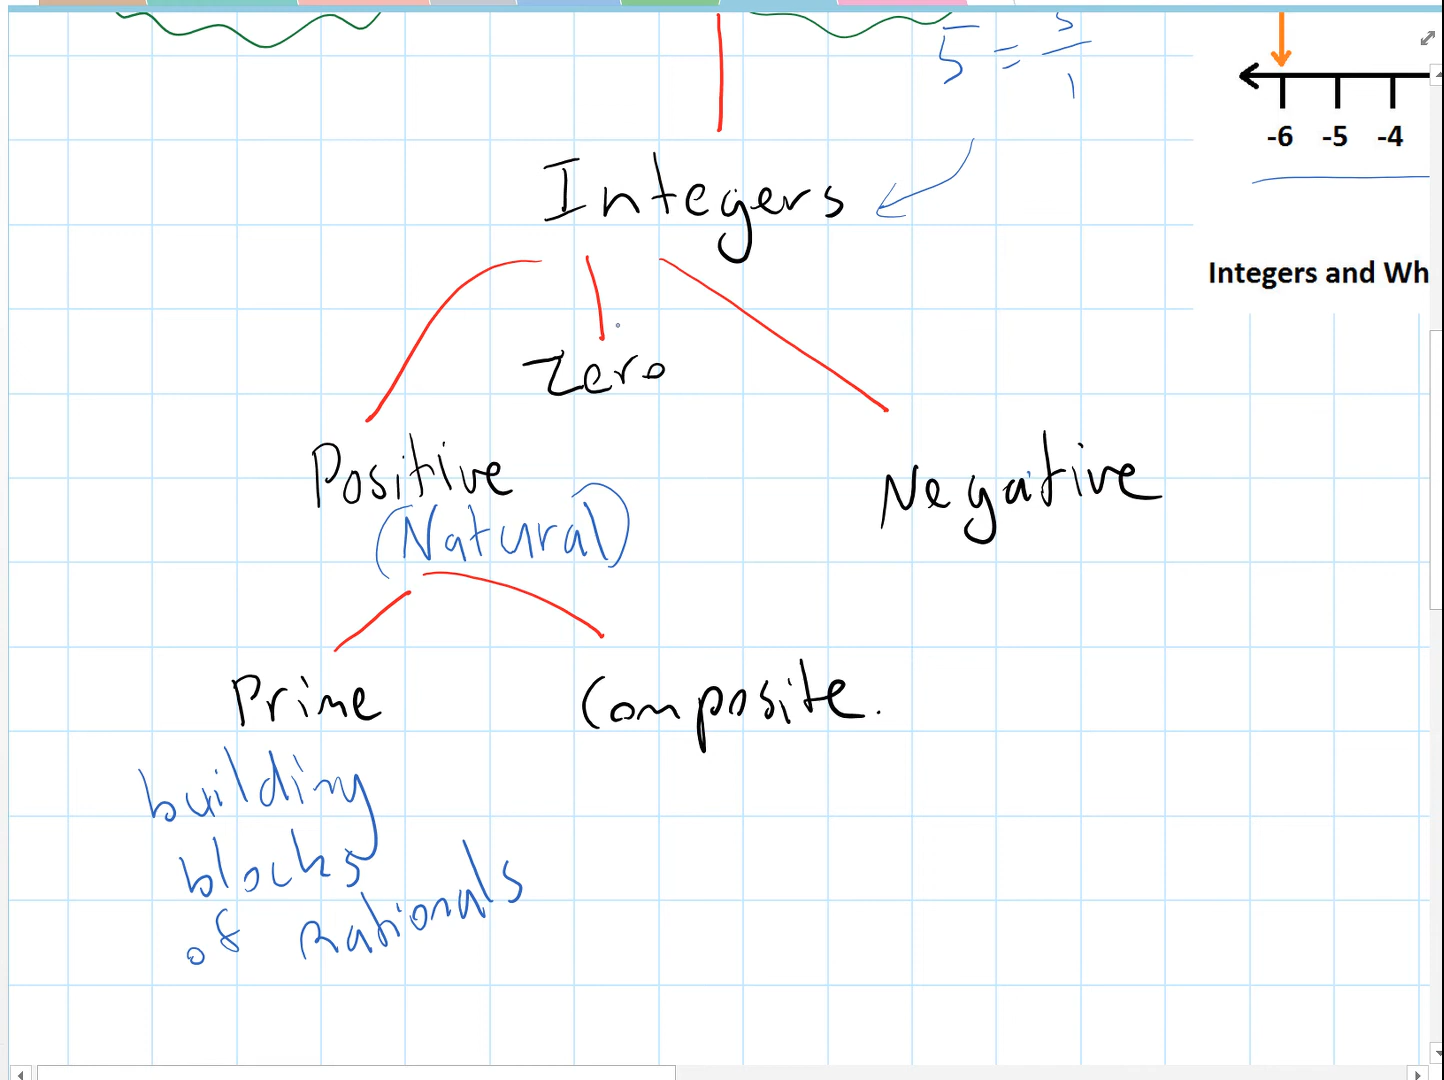 5 = 5/1
-6 -5 -4
Integers
Integers and Wh
Zero
Positive
Negative
(Natural)
Prime
Composite.
building
blocks
of rationals